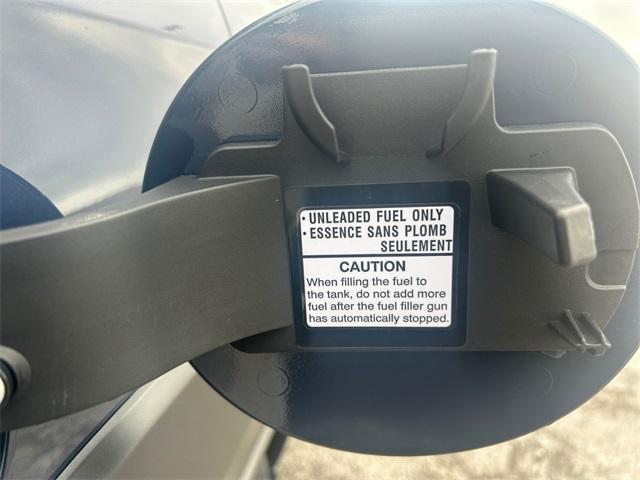 • UNLEADED FUEL ONLY
• ESSENCE SANS PLOMB
SEULEMENT
CAUTION
When filling the fuel to
the tank, do not add more
fuel after the fuel filler gun
has automatically stopped.